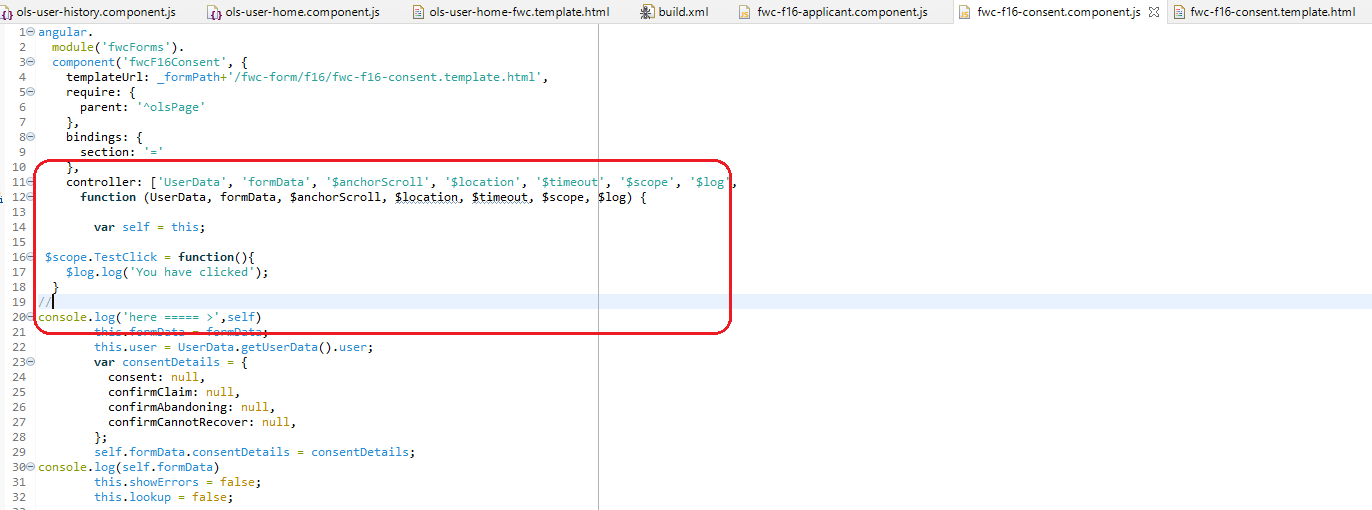 ols-user-history.component.js ols-user-home.component.js ols-user-home-fwc.template.html build.xml fwc-f16-applicant.component.js fwc-f16-consent.component.js fwc-f16-consent.template.html
1 angular.
2 module('fwcForms').
3 component('fwcF16Consent', {
4 templateUrl: _formPath+'/fwc-form/f16/fwc-f16-consent.template.html',
5 require: {
6 parent: '^olsPage'
7 },
8 bindings: {
9 section: '='
10 },
11 controller: ['UserData', 'formData', '$anchorScroll', '$location', '$timeout', '$scope', '$log',
12 function (UserData, formData, $anchorScroll, $location, $timeout, $scope, $log) {
13
14 var self = this;
15
16 $scope.TestClick = function(){
17 $log.log('You have clicked');
18 }
19 //
20 console.log('here ===== >',self)
21 this.formData = formData;
22 this.user = UserData.getUserData().user;
23 var consentDetails = {
24 consent: null,
25 confirmClaim: null,
26 confirmAbandoning: null,
27 confirmCannotRecover: null,
28 };
29 self.formData.consentDetails = consentDetails;
30 console.log(self.formData)
31 this.showErrors = false;
32 this.lookup = false;